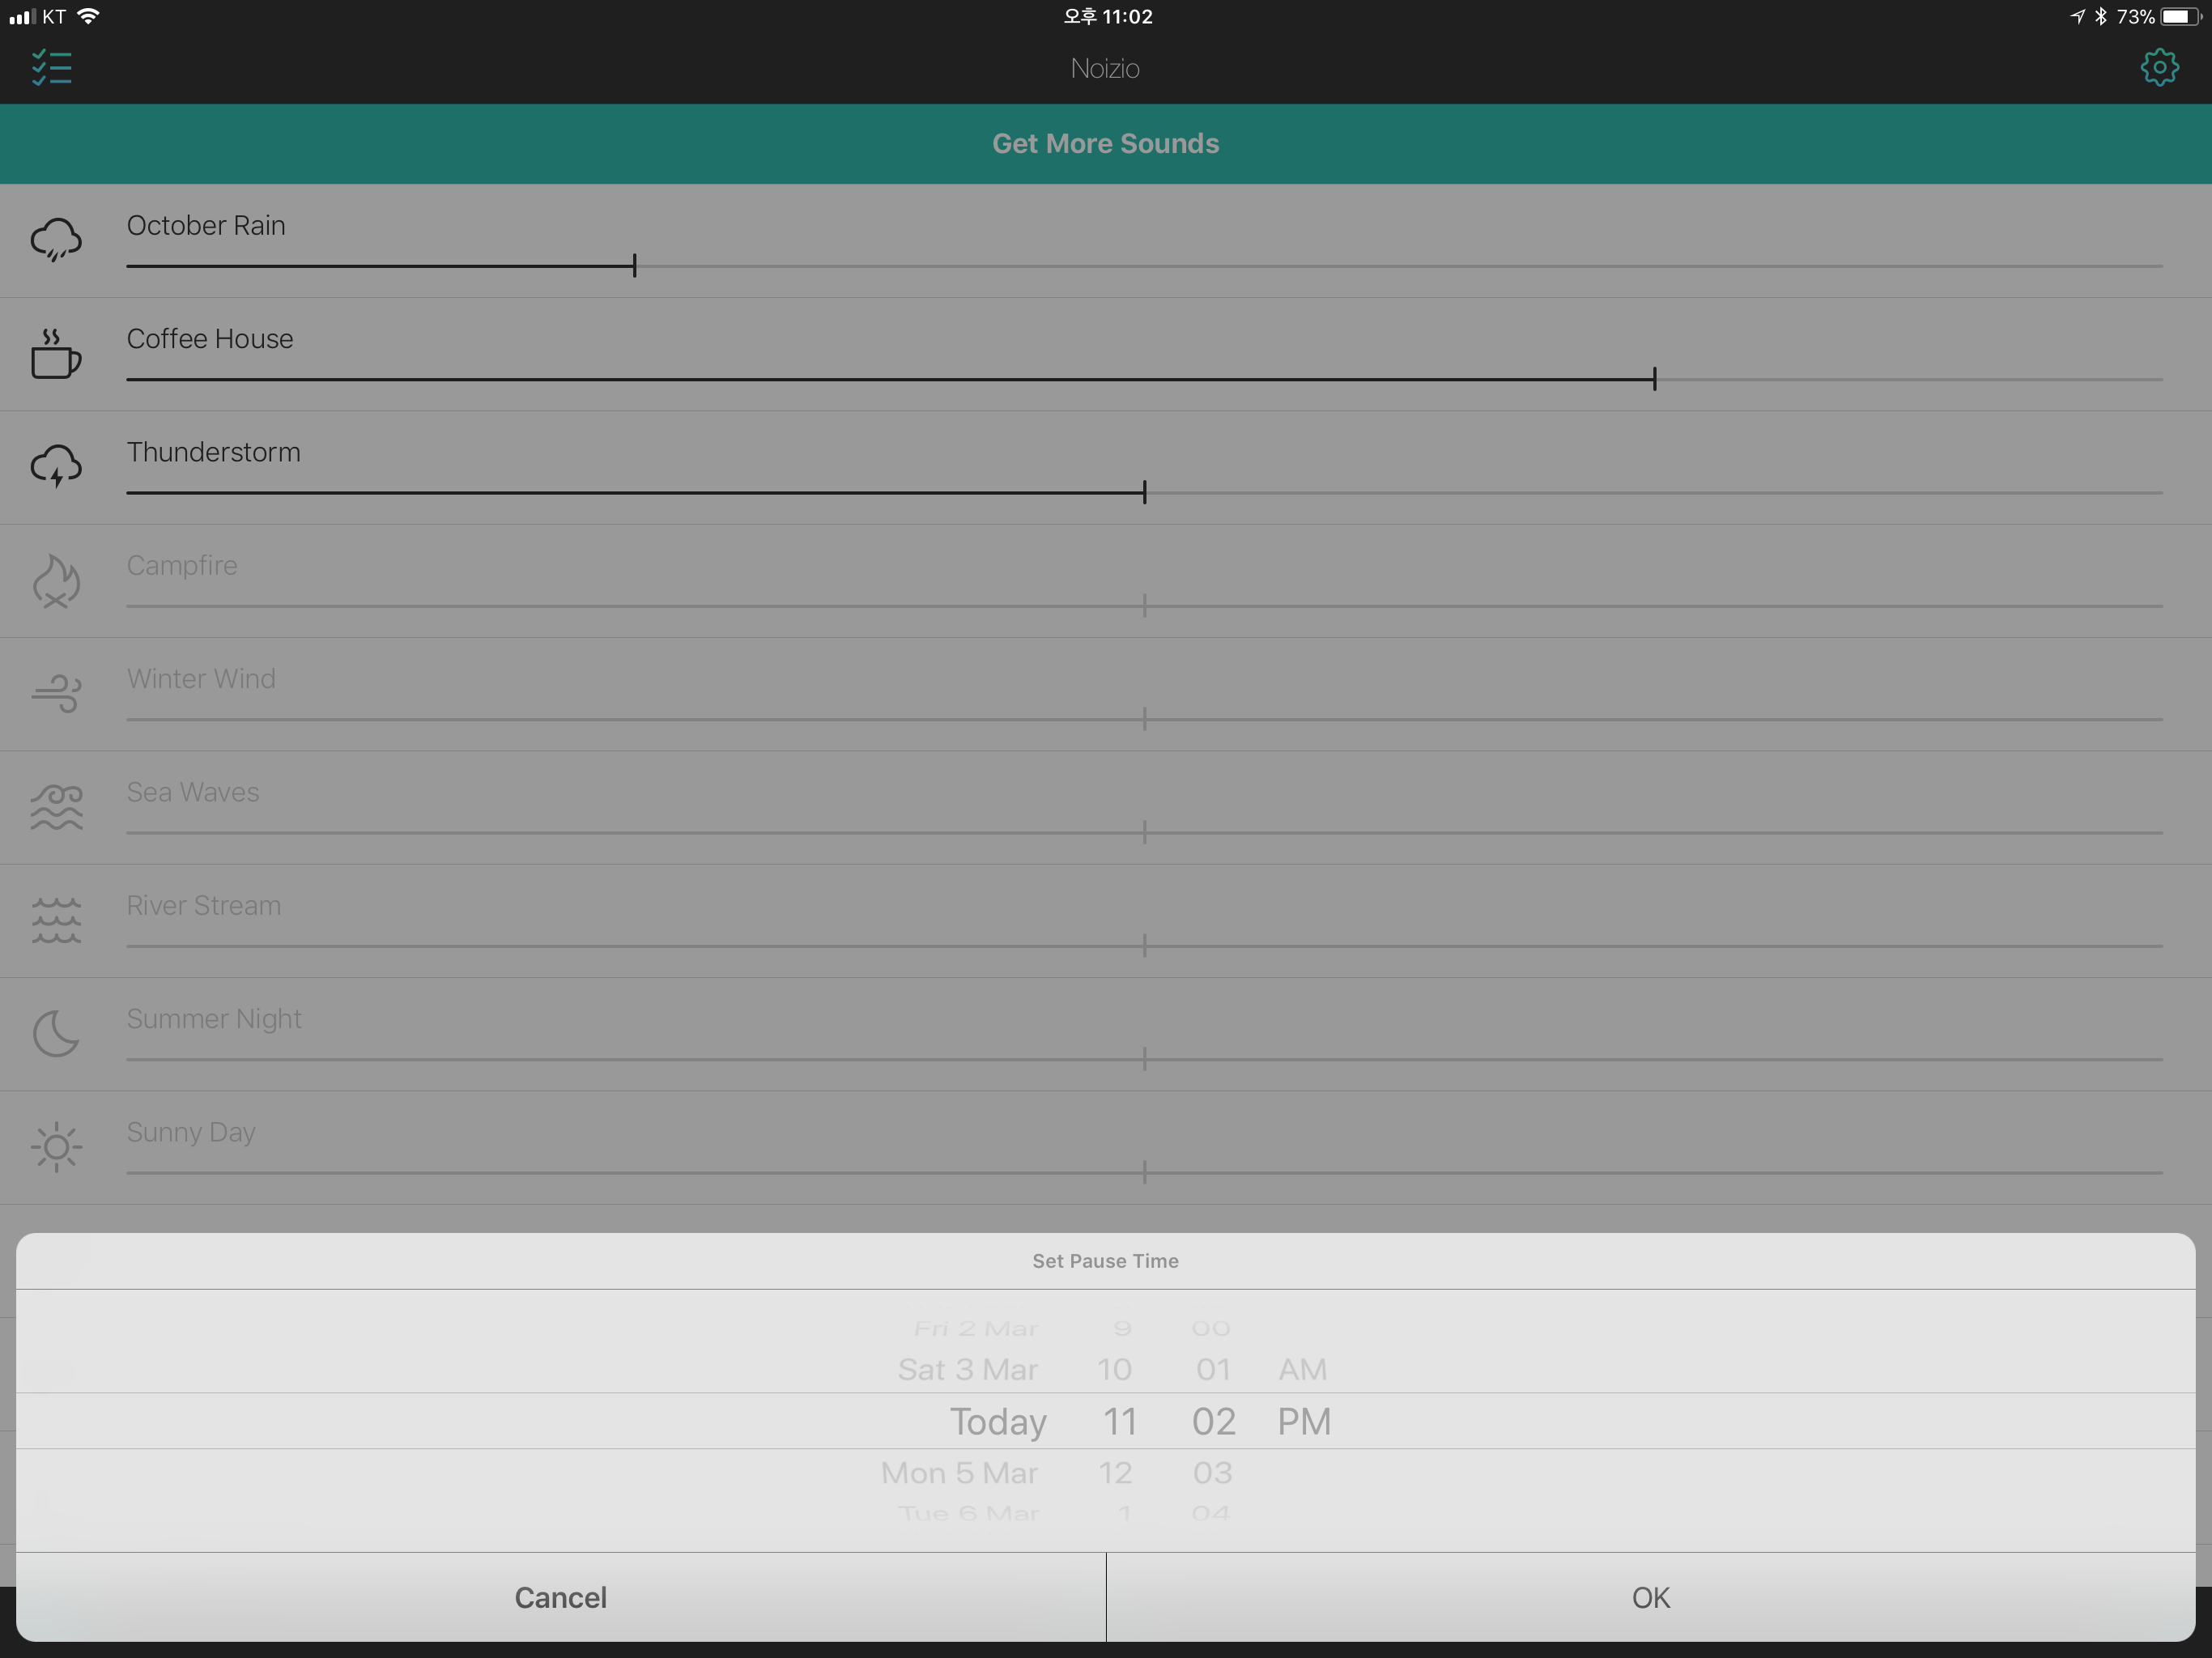 KT 오후 11:02 73%
Noizio
Get More Sounds
October Rain
Coffee House
Thunderstorm
Campfire
Winter Wind
Sea Waves
River Stream
Summer Night
Sunny Day
Set Pause Time
Fri 2 Mar 9 00
Sat 3 Mar 10 01 AM
Today 11 02 PM
Mon 5 Mar 12 03
Tue 6 Mar 1 04
Cancel OK